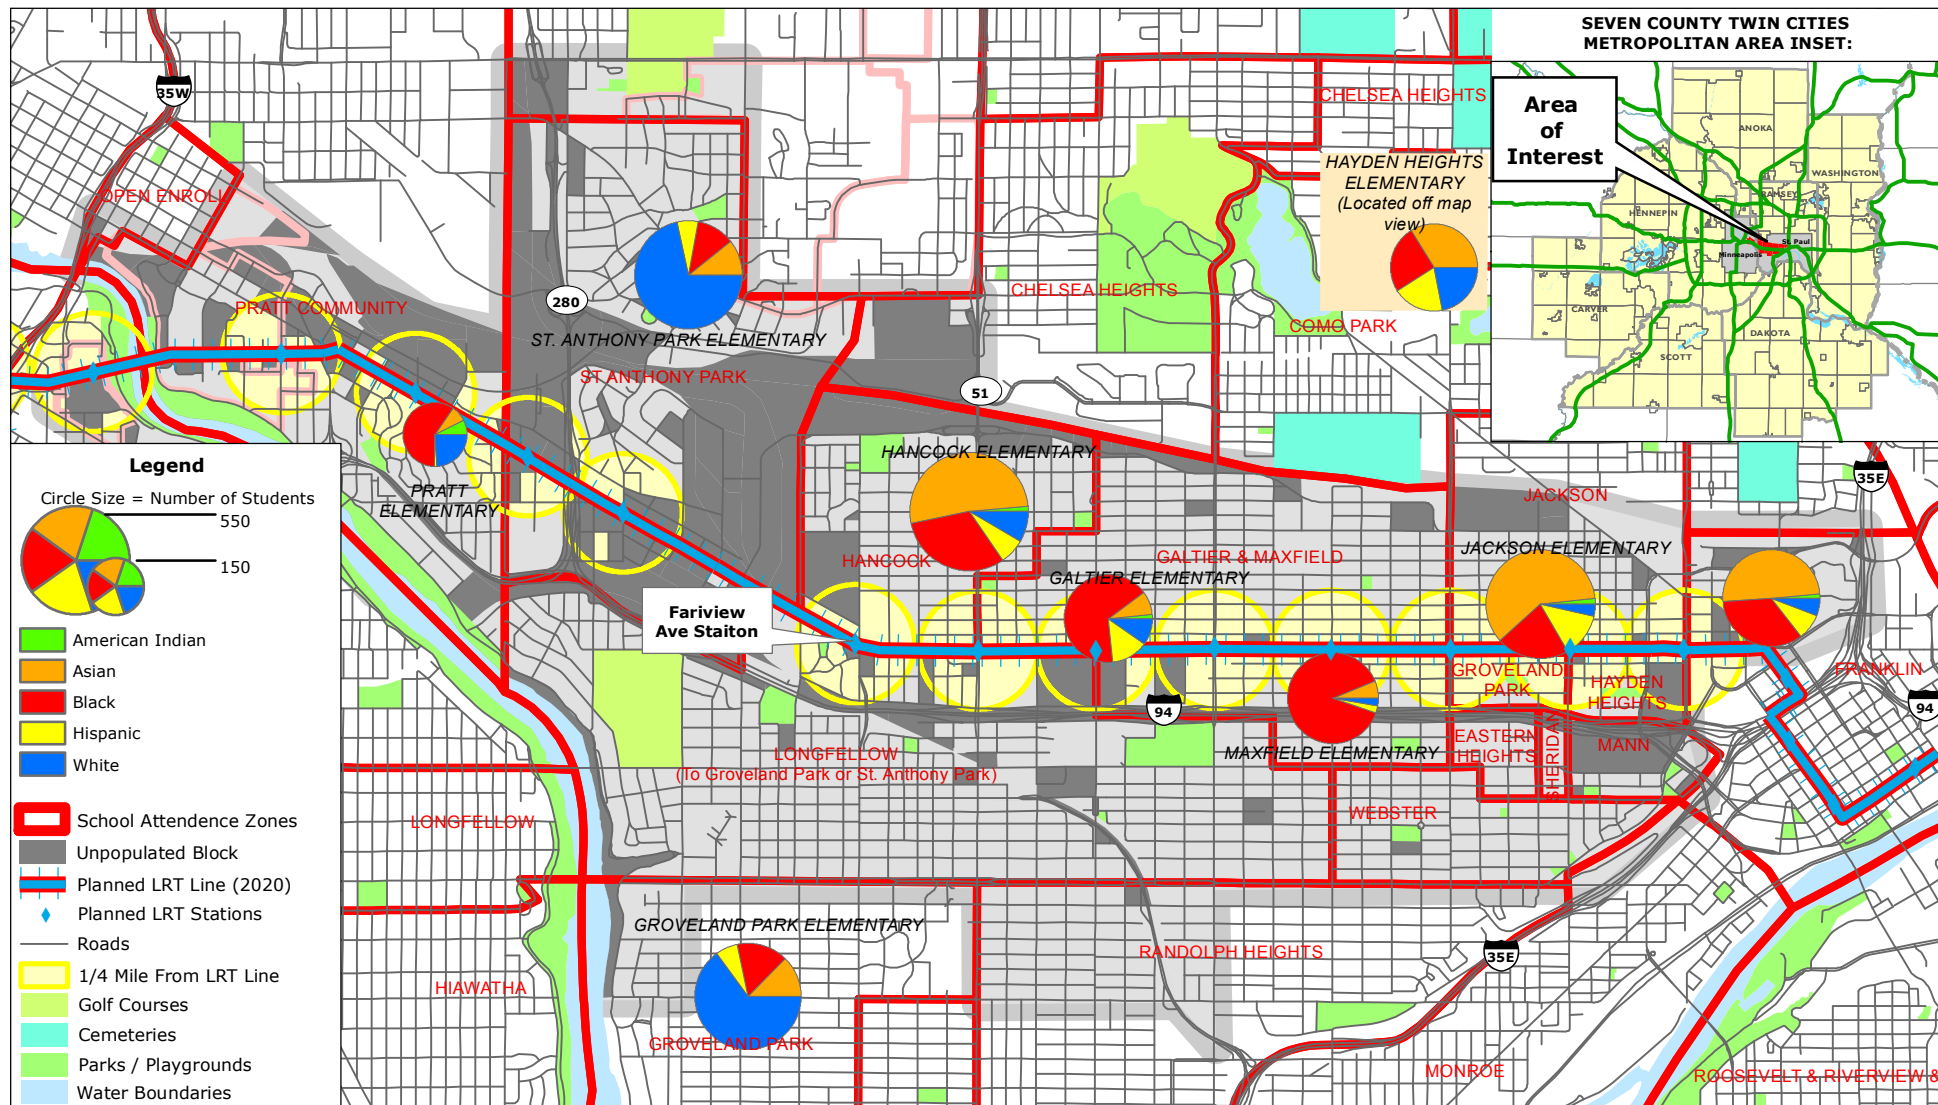 SEVEN COUNTY TWIN CITIES
METROPOLITAN AREA INSET:
Area
of
Interest
ANOKA
WASHINGTON
RAMSEY
HENNEPIN
St. Paul
Minneapolis
CARVER
DAKOTA
SCOTT
35W
CHELSEA HEIGHTS
HAYDEN HEIGHTS
ELEMENTARY
(Located off map
view)
OPEN ENROLL
PRATT COMMUNITY
280
CHELSEA HEIGHTS
COMO PARK
ST. ANTHONY PARK ELEMENTARY
ST ANTHONY PARK
51
HANCOCK ELEMENTARY
PRATT
ELEMENTARY
JACKSON
35E
HANCOCK
GALTIER & MAXFIELD
JACKSON ELEMENTARY
GALTIER ELEMENTARY
Fariview
Ave Staiton
GROVELAND
PARK
HAYDEN
HEIGHTS
FRANKLIN
94
94
LONGFELLOW
(To Groveland Park or St. Anthony Park)
MAXFIELD ELEMENTARY
EASTERN
HEIGHTS
SHERIDAN
MANN
WEBSTER
LONGFELLOW
GROVELAND PARK ELEMENTARY
RANDOLPH HEIGHTS
35E
HIAWATHA
GROVELAND PARK
MONROE
ROOSEVELT & RIVERVIEW &
Legend
Circle Size = Number of Students
550
150
American Indian
Asian
Black
Hispanic
White
School Attendence Zones
Unpopulated Block
Planned LRT Line (2020)
Planned LRT Stations
Roads
1/4 Mile From LRT Line
Golf Courses
Cemeteries
Parks / Playgrounds
Water Boundaries